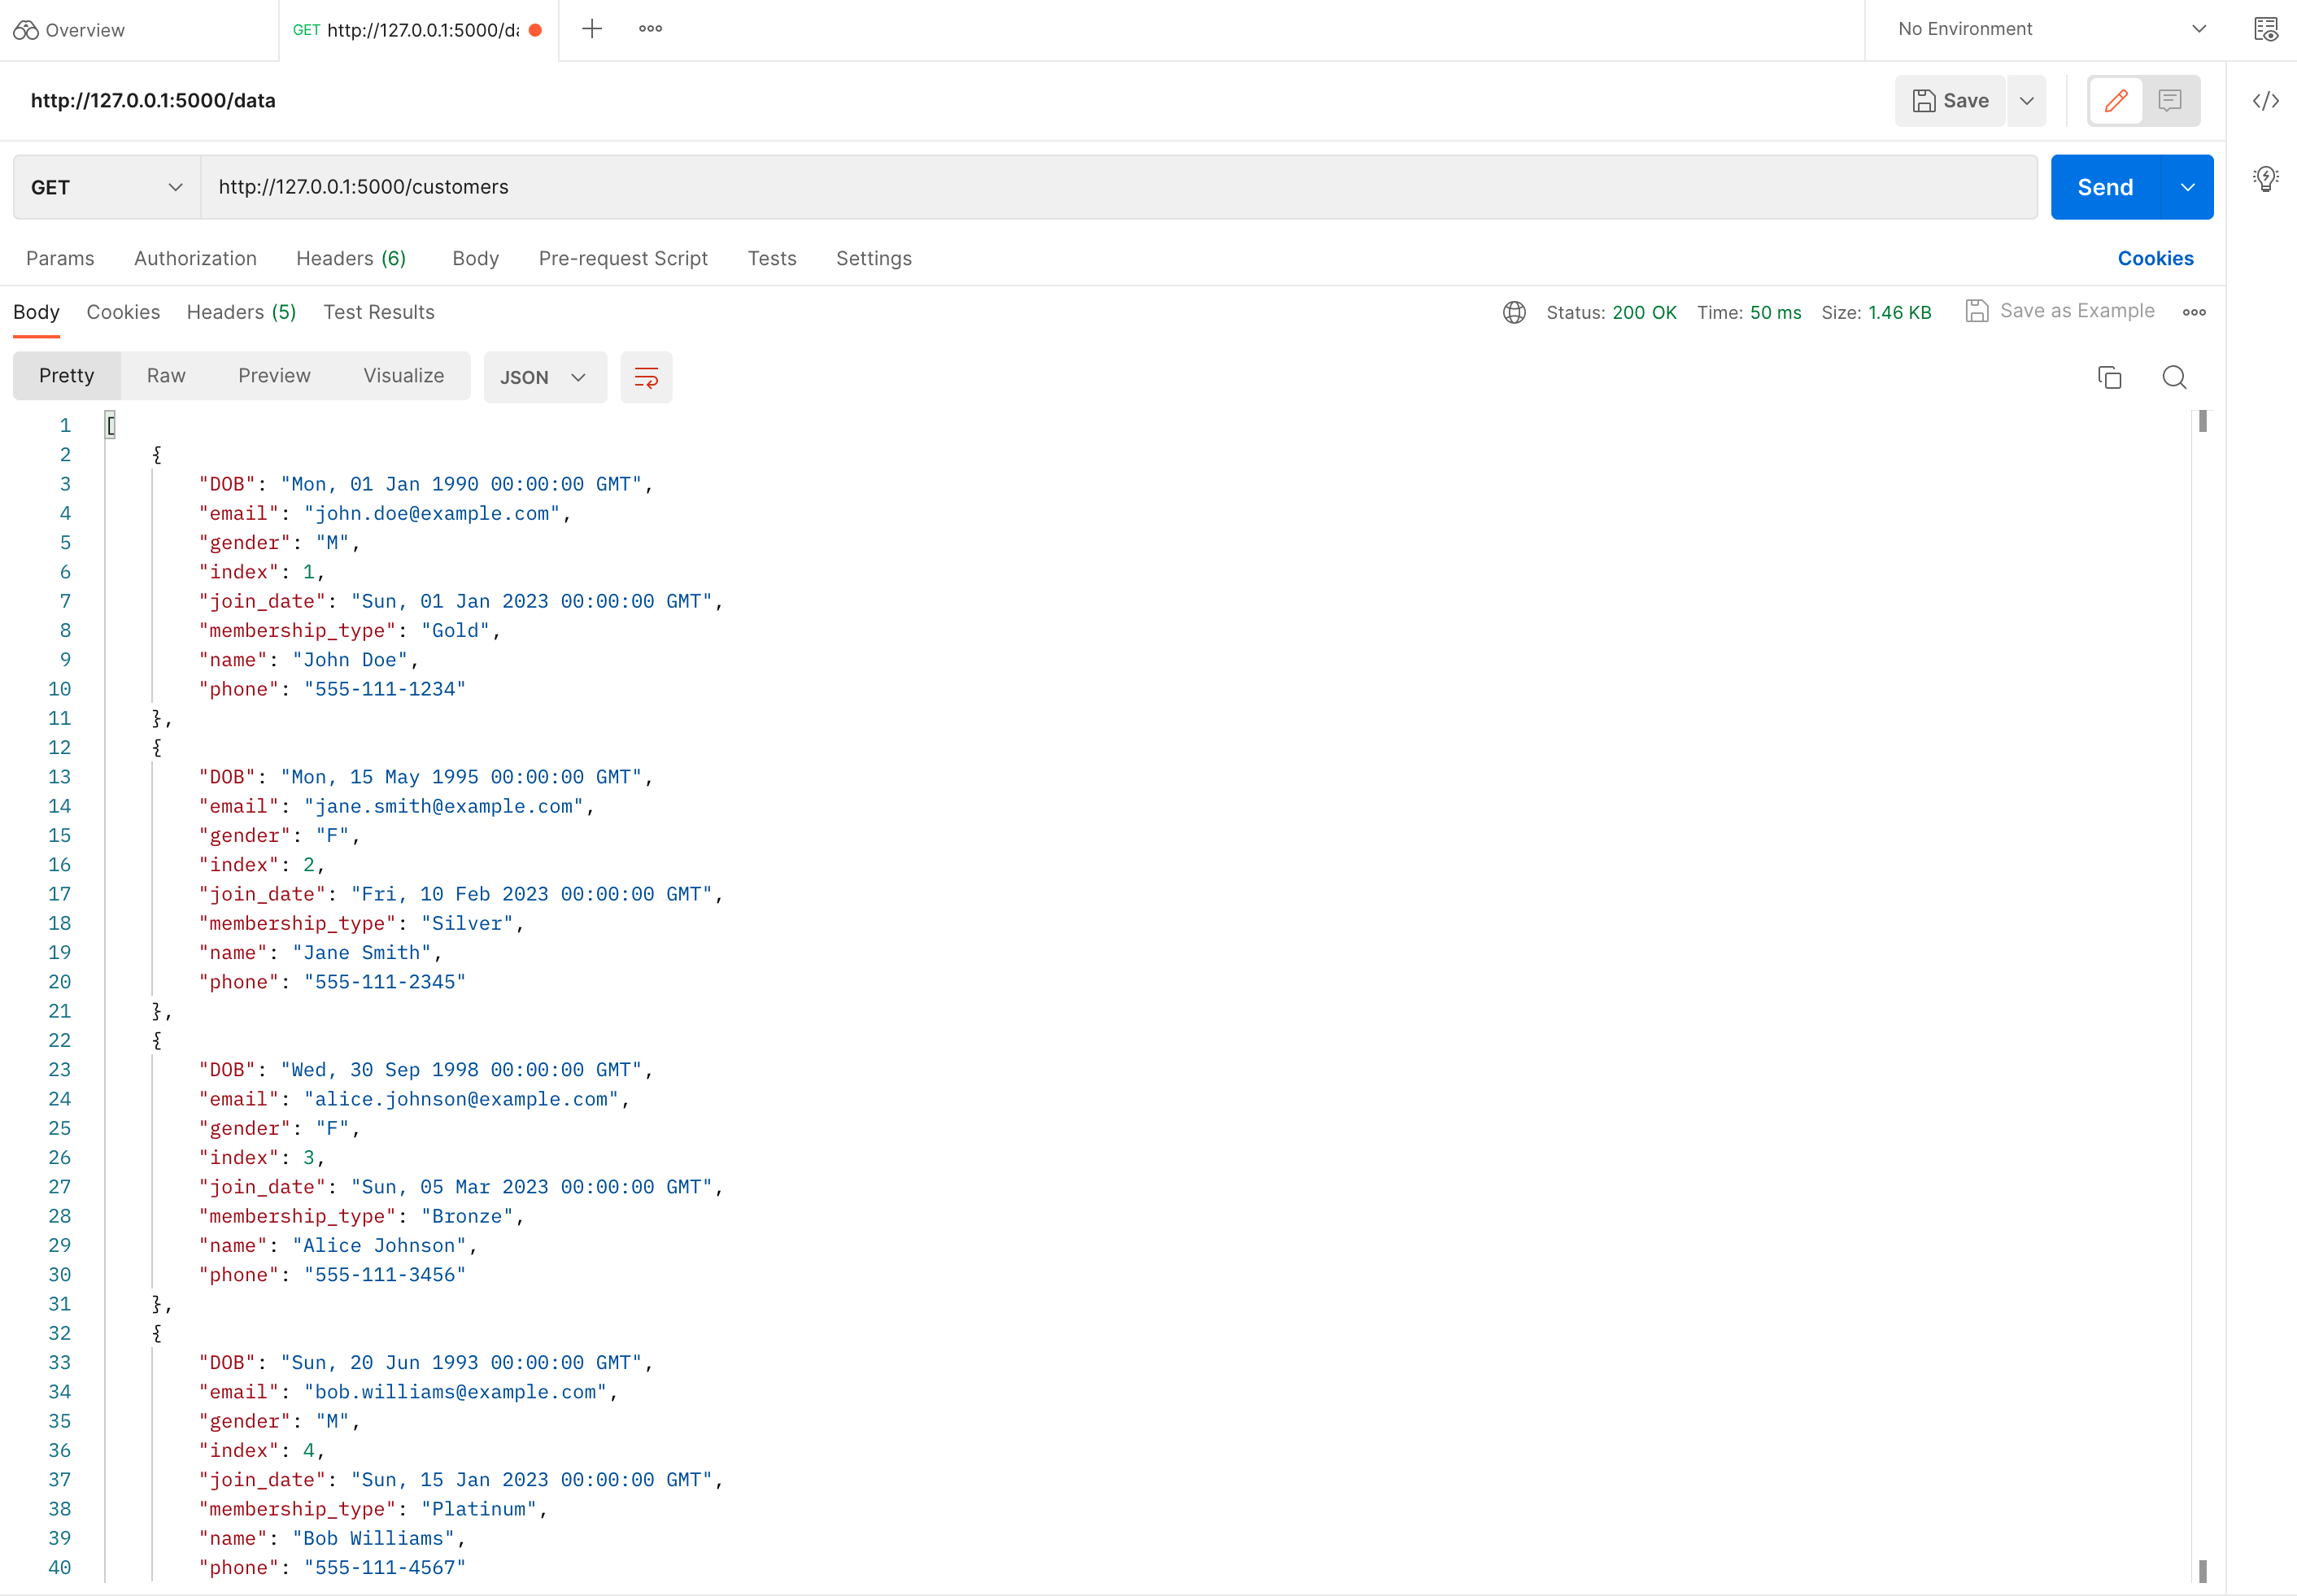 Overview
GET http://127.0.0.1:5000/da
No Environment
http://127.0.0.1:5000/data
Save
GET
http://127.0.0.1:5000/customers
Send
Params Authorization Headers (6) Body Pre-request Script Tests Settings Cookies
Body Cookies Headers (5) Test Results Status: 200 OK Time: 50 ms Size: 1.46 KB Save as Example
Pretty Raw Preview Visualize JSON
1 [
2 {
3 "DOB": "Mon, 01 Jan 1990 00:00:00 GMT",
4 "email": "john.doe@example.com",
5 "gender": "M",
6 "index": 1,
7 "join_date": "Sun, 01 Jan 2023 00:00:00 GMT",
8 "membership_type": "Gold",
9 "name": "John Doe",
10 "phone": "555-111-1234"
11 },
12 {
13 "DOB": "Mon, 15 May 1995 00:00:00 GMT",
14 "email": "jane.smith@example.com",
15 "gender": "F",
16 "index": 2,
17 "join_date": "Fri, 10 Feb 2023 00:00:00 GMT",
18 "membership_type": "Silver",
19 "name": "Jane Smith",
20 "phone": "555-111-2345"
21 },
22 {
23 "DOB": "Wed, 30 Sep 1998 00:00:00 GMT",
24 "email": "alice.johnson@example.com",
25 "gender": "F",
26 "index": 3,
27 "join_date": "Sun, 05 Mar 2023 00:00:00 GMT",
28 "membership_type": "Bronze",
29 "name": "Alice Johnson",
30 "phone": "555-111-3456"
31 },
32 {
33 "DOB": "Sun, 20 Jun 1993 00:00:00 GMT",
34 "email": "bob.williams@example.com",
35 "gender": "M",
36 "index": 4,
37 "join_date": "Sun, 15 Jan 2023 00:00:00 GMT",
38 "membership_type": "Platinum",
39 "name": "Bob Williams",
40 "phone": "555-111-4567"